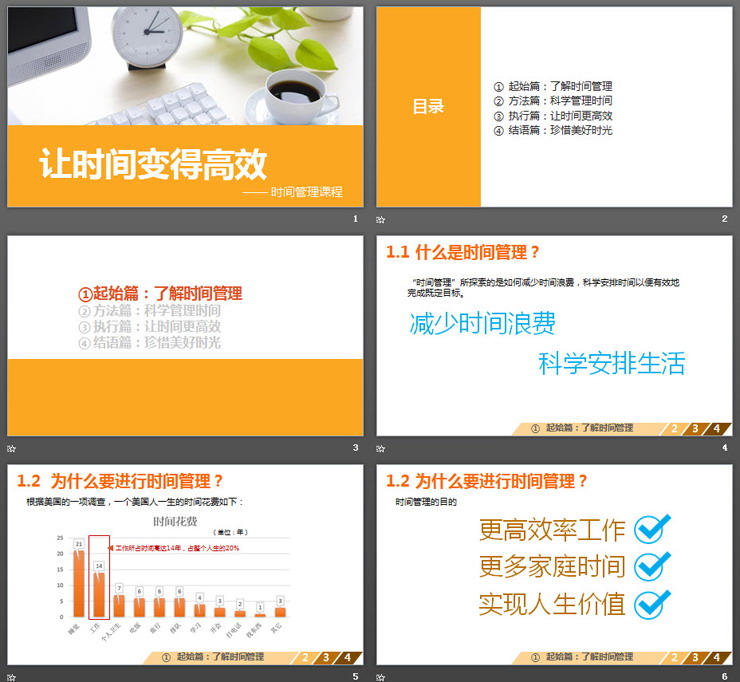 让时间变得高效
—— 时间管理课程
1
目录
① 起始篇：了解时间管理
② 方法篇：科学管理时间
③ 执行篇：让时间更高效
④ 结语篇：珍惜美好时光
2
①起始篇：了解时间管理
②方法篇：科学管理时间
③执行篇：让时间更高效
④结语篇：珍惜美好时光
3
1.1 什么是时间管理？
“时间管理”所探索的是如何减少时间浪费，科学安排时间以便有效地
完成既定目标。
减少时间浪费
科学安排生活
① 起始篇：了解时间管理 2 3 4
4
1.2 为什么要进行时间管理？
根据美国的一项调查，一个美国人一生的时间花费如下：
时间花费
（单位：年）
工作所占时间高达14年，占整个人生的20%
25
20
15
10
5
0
21 14 7 6 6 6 4 3 2 1 3
睡觉 工作 个人卫生 吃饭 旅行 排队 学习 开会 打电话 找东西 其它
① 起始篇：了解时间管理 2 3 4
5
1.2 为什么要进行时间管理？
时间管理的目的
更高效率工作
更多家庭时间
实现人生价值
① 起始篇：了解时间管理 2 3 4
6